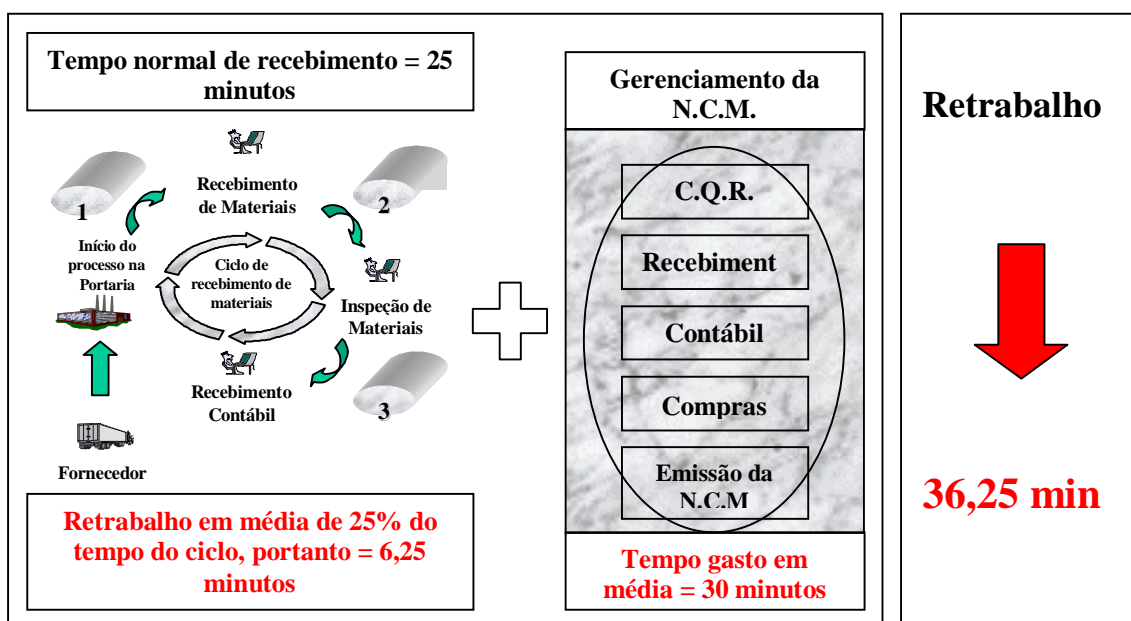 Tempo normal de recebimento = 25
minutos
Recebimento
de Materiais
1
2
Início do
processo na
Portaria
Ciclo de
recebimento de
materiais
Inspeção de
Materiais
Recebimento
Contábil
3
Fornecedor
Retrabalho em média de 25% do
tempo do ciclo, portanto = 6,25
minutos
Gerenciamento da
N.C.M.
C.Q.R.
Recebiment
Contábil
Compras
Emissão da
N.C.M
Tempo gasto em
média = 30 minutos
Retrabalho
36,25 min